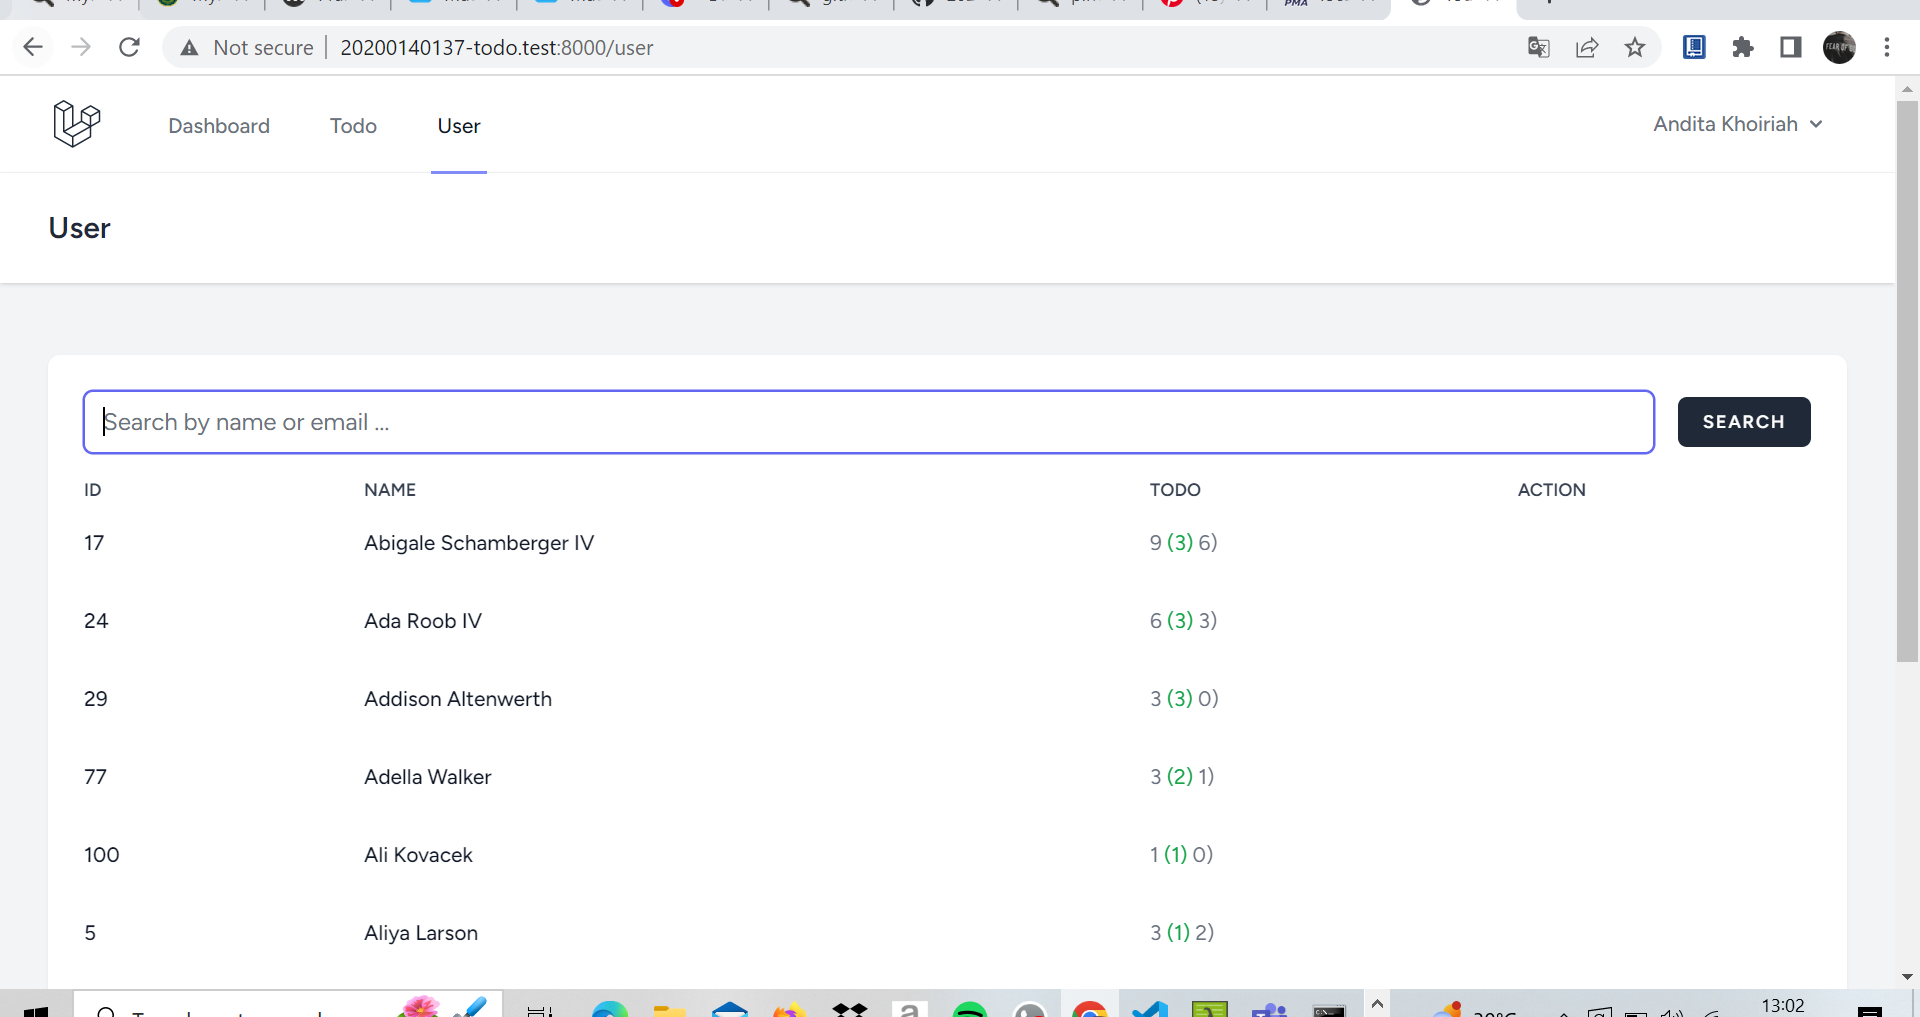 Not secure | 20200140137-todo.test:8000/user
Dashboard Todo User Andita Khoiriah
User
Search by name or email ... SEARCH
ID NAME TODO ACTION
17 Abigale Schamberger IV 9 (3) 6)
24 Ada Roob IV 6 (3) 3)
29 Addison Altenwerth 3 (3) 0)
77 Adella Walker 3 (2) 1)
100 Ali Kovacek 1 (1) 0)
5 Aliya Larson 3 (1) 2)
13:02